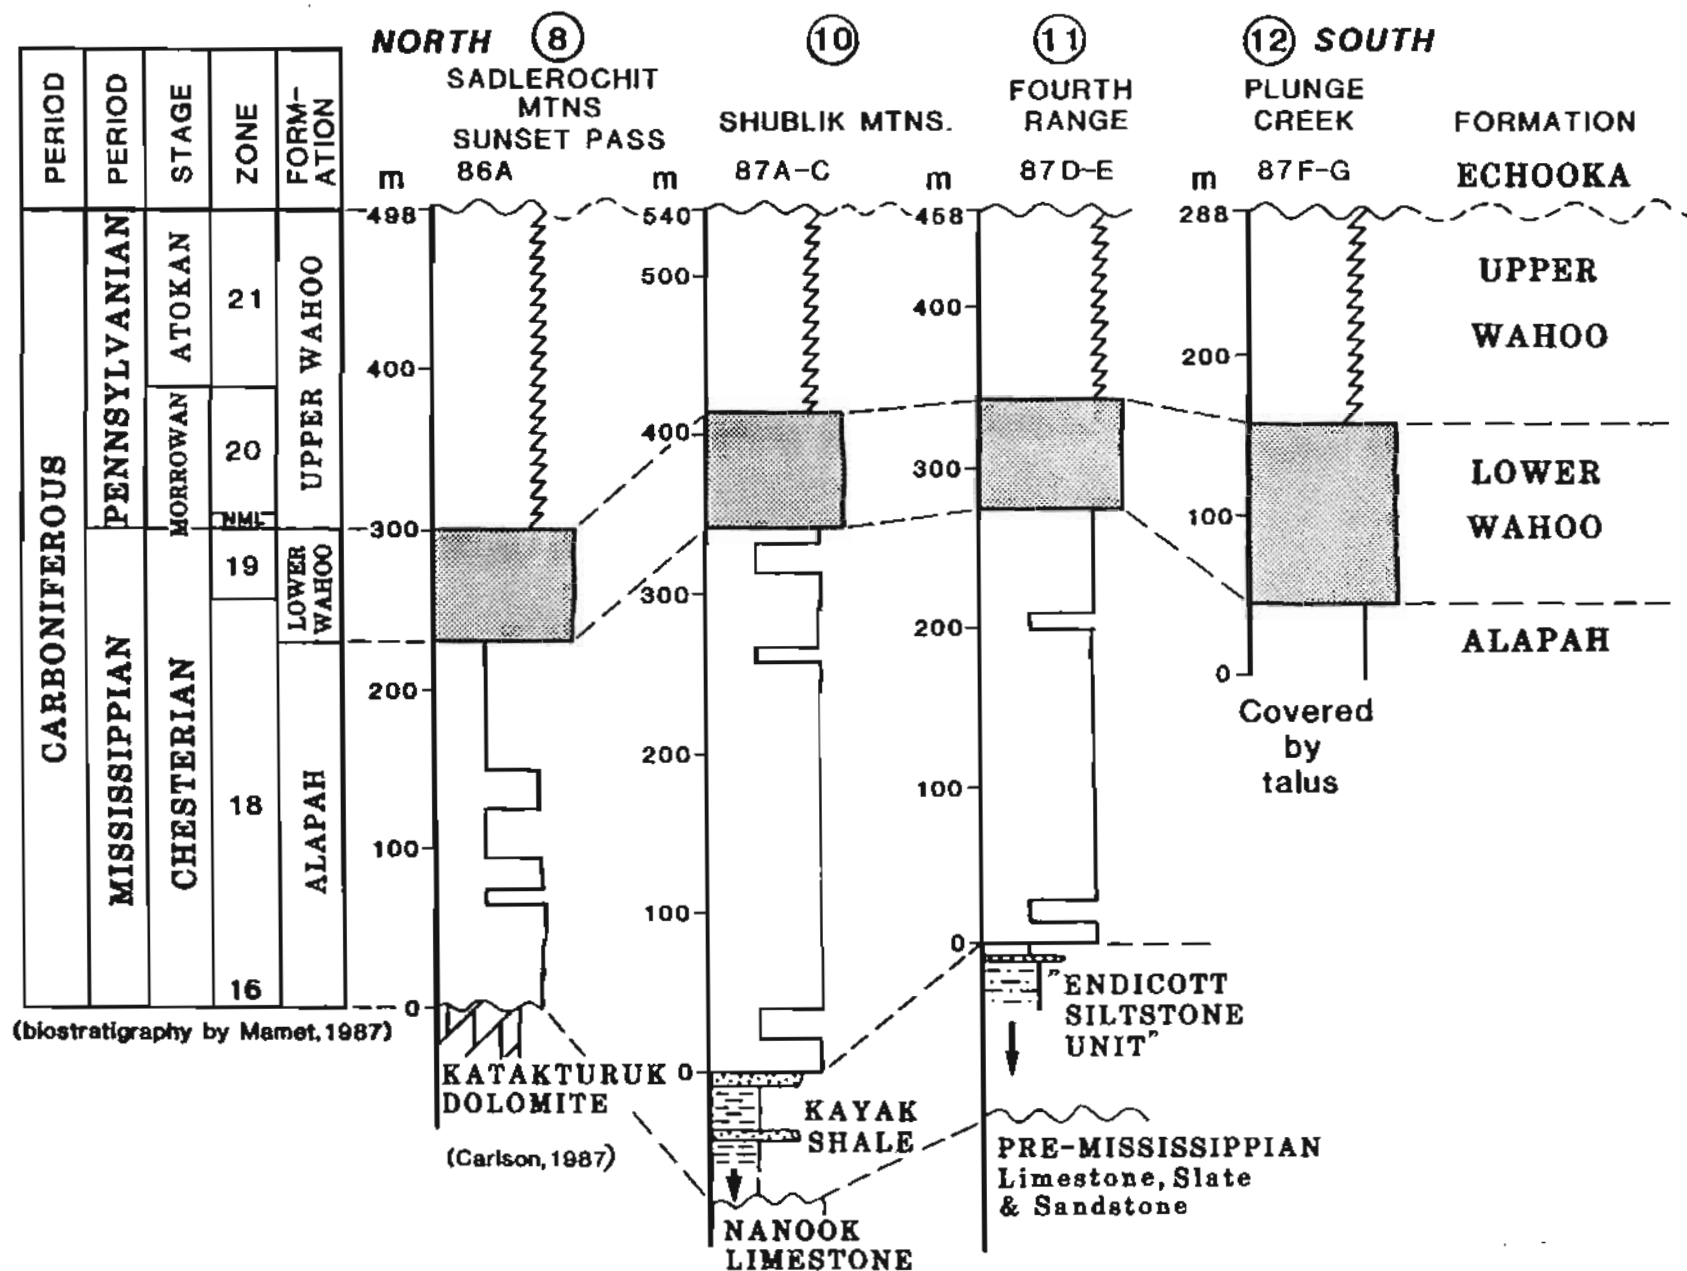 NORTH 8 10 11 12 SOUTH
SADLEROCHIT
MTNS
SUNSET PASS
86A
SHUBLIK MTNS.
87A-C
FOURTH
RANGE
87D-E
PLUNGE
CREEK
87F-G
FORMATION
ECHOOKA
PERIOD
PERIOD
STAGE
ZONE
FORM-
ATION
CARBONIFEROUS
PENNSYLVANIAN
MISSISSIPPIAN
ATOKAN
MORROWAN
CHESTERIAN
21
20
NML
19
18
16
UPPER WAHOO
LOWER
WAHOO
ALAPAH
(biostratigraphy by Mamet, 1987)
m
498
400
300
200
100
0
KATAKTURUK
DOLOMITE
(Carlson, 1987)
m
540
500
400
300
200
100
0
KAYAK
SHALE
NANOOK
LIMESTONE
m
468
400
300
200
100
0
"ENDICOTT
SILTSTONE
UNIT"
PRE-MISSISSIPPIAN
Limestone, Slate
& Sandstone
m
288
200
100
0
Covered
by
talus
UPPER
WAHOO
LOWER
WAHOO
ALAPAH